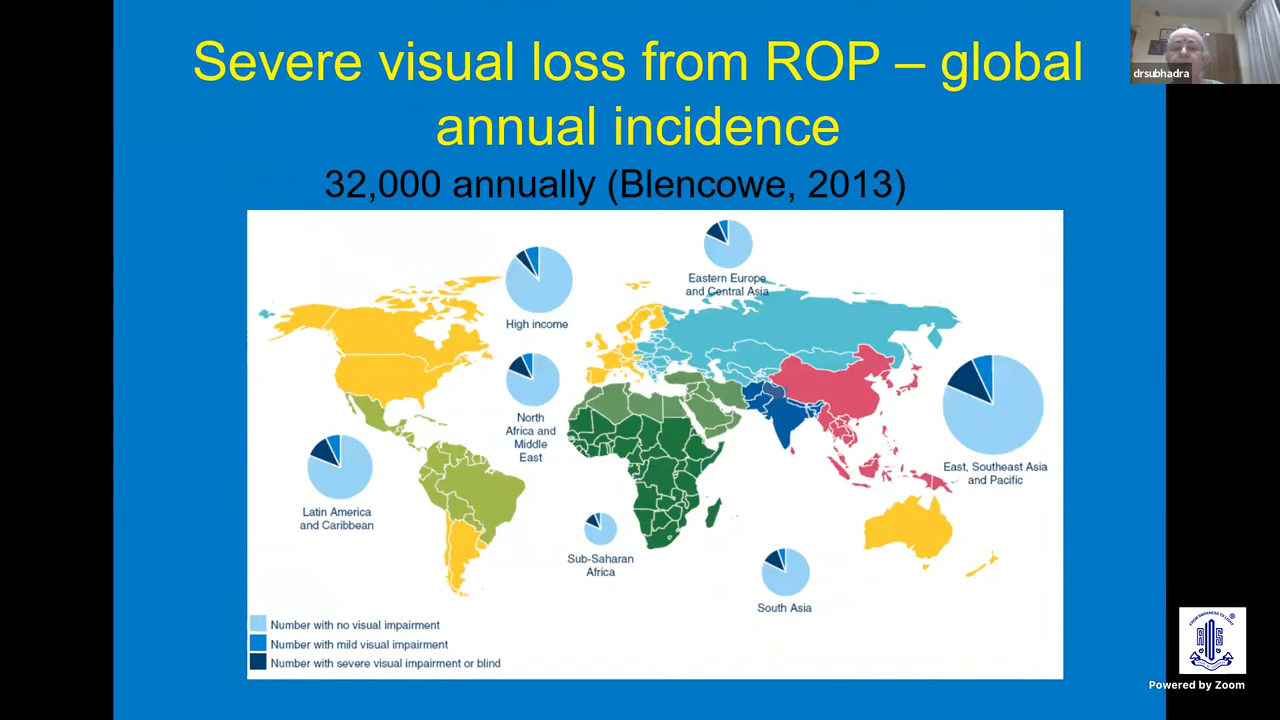 Severe visual loss from ROP – global
annual incidence
32,000 annually (Blencowe, 2013)
drsubhadra
Eastern Europe
and Central Asia
High income
North
Africa and
Middle
East
East, Southeast Asia
and Pacific
Latin America
and Caribbean
Sub-Saharan
Africa
South Asia
Number with no visual impairment
Number with mild visual impairment
Number with severe visual impairment or blind
Powered by Zoom